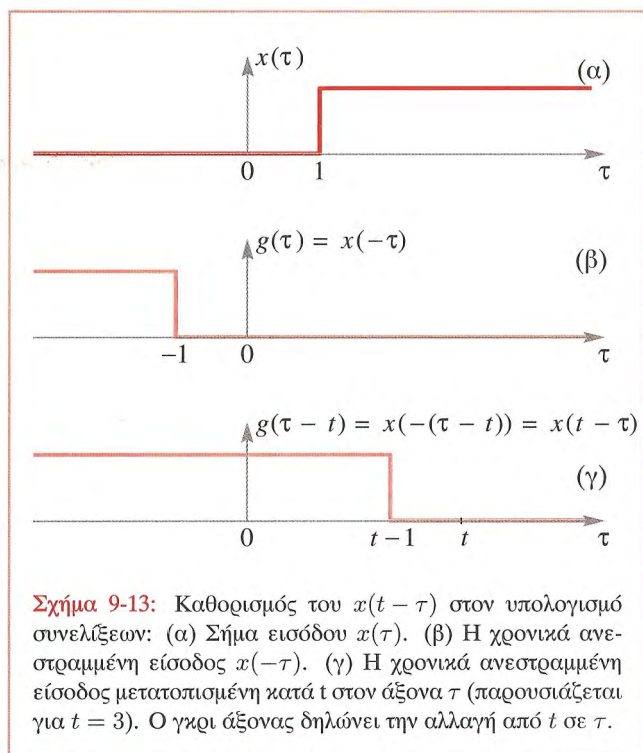 x(τ)
(α)
0 1 τ
g(τ) = x(−τ)
(β)
−1 0 τ
g(τ − t) = x(−(τ − t)) = x(t − τ)
(γ)
0 t−1 t τ
Σχήμα 9-13: Καθορισμός του x(t − τ) στον υπολογισμό
συνελίξεων: (α) Σήμα εισόδου x(τ). (β) Η χρονικά ανε-
στραμμένη είσοδος x(−τ). (γ) Η χρονικά ανεστραμμένη
είσοδος μετατοπισμένη κατά t στον άξονα τ (παρουσιάζεται
για t = 3). Ο γκρι άξονας δηλώνει την αλλαγή από t σε τ.